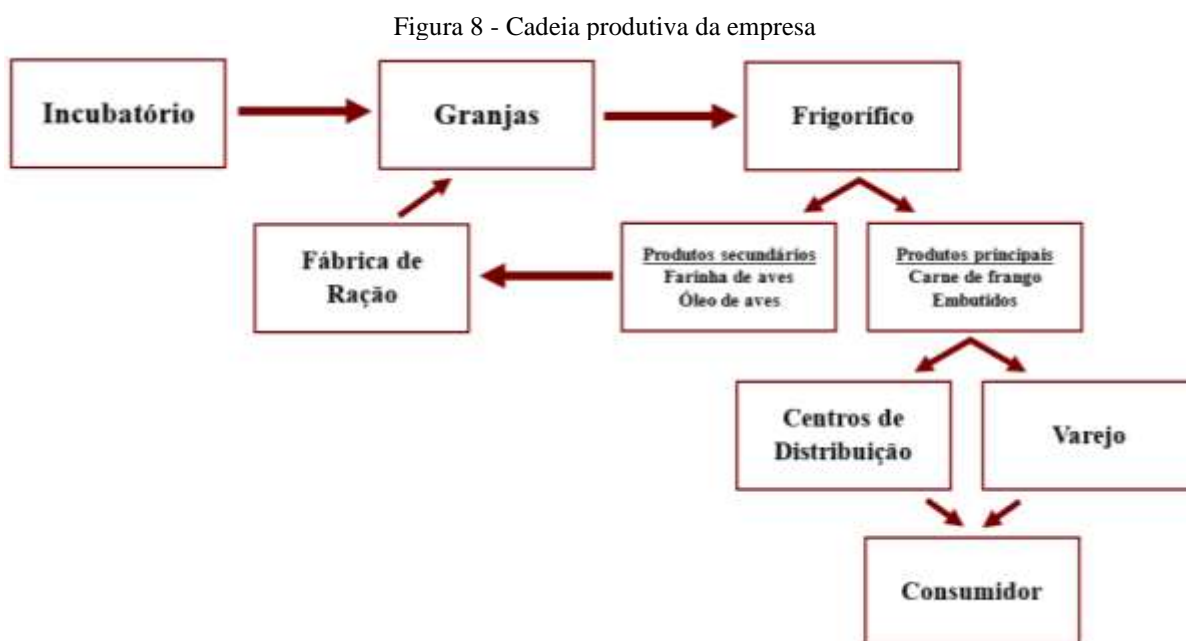 Figura 8 - Cadeia produtiva da empresa
Incubatório
Granjas
Frigorífico
Fábrica de
Ração
Produtos secundários
Farinha de aves
Óleo de aves
Produtos principais
Carne de frango
Embutidos
Centros de
Distribuição
Varejo
Consumidor